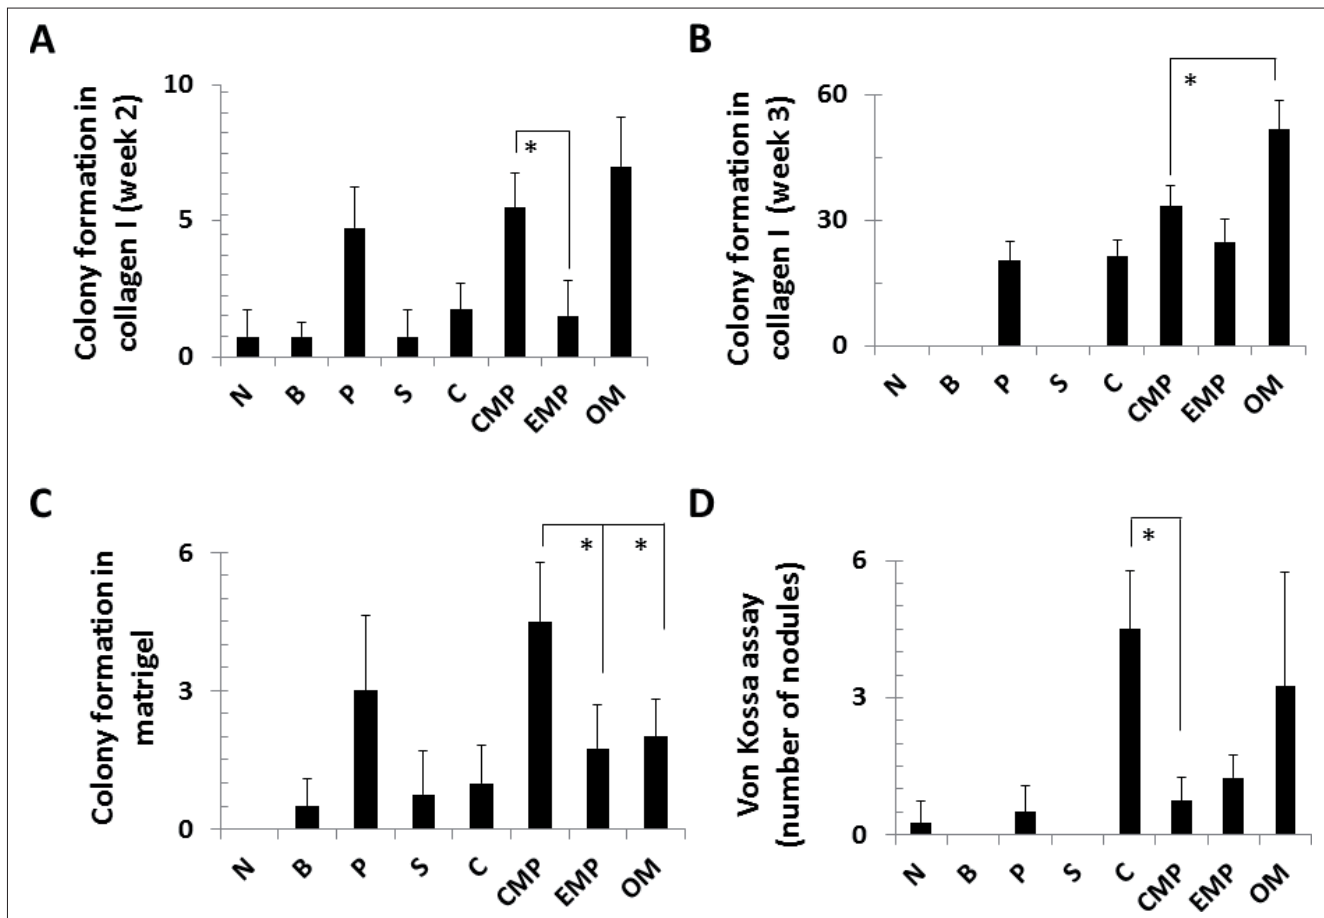 A
Colony formation in
collagen I (week 2)
10
5
0
*
N
B
P
S
C
CMP
EMP
OM
B
Colony formation in
collagen I (week 3)
60
30
0
*
N
B
P
S
C
CMP
EMP
OM
C
Colony formation in
matrigel
6
3
0
*
*
N
B
P
S
C
CMP
EMP
OM
D
Von Kossa assay
(number of nodules)
6
3
0
*
N
B
P
S
C
CMP
EMP
OM